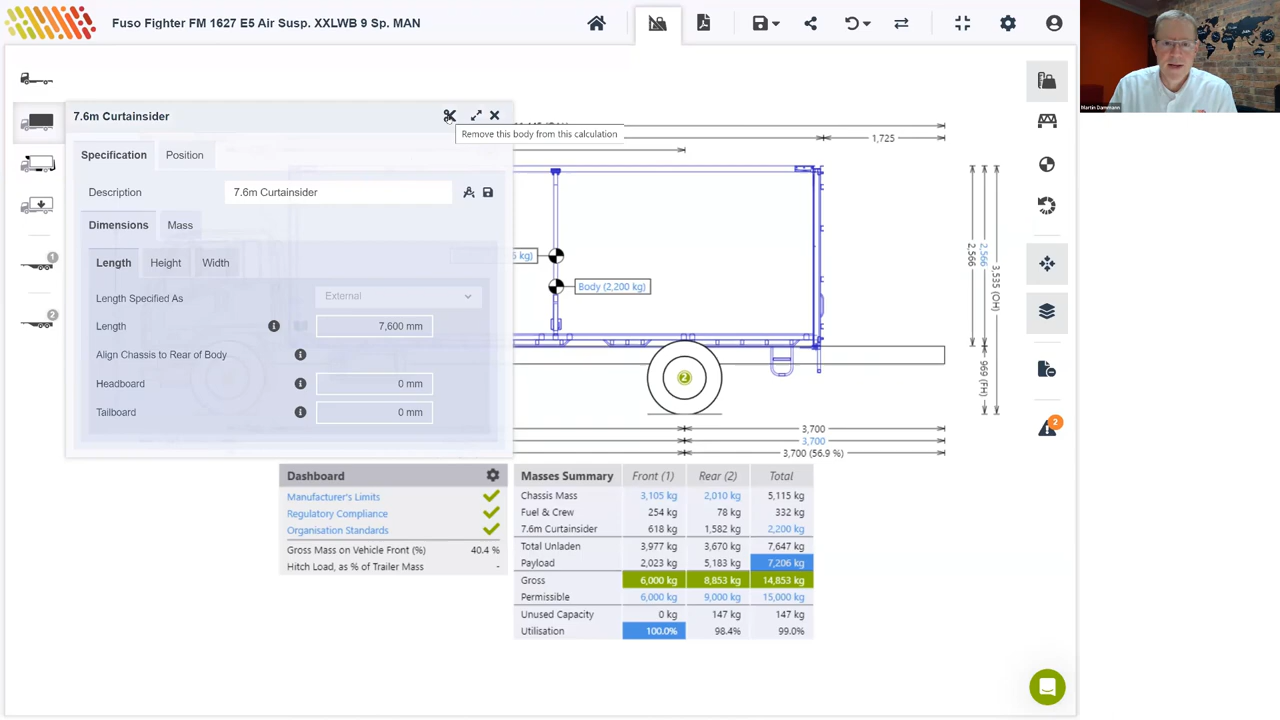 Fuso Fighter FM 1627 E5 Air Susp. XXLWB 9 Sp. MAN
Martin Dammann
7.6m Curtainsider
Remove this body from this calculation
1,725
Specification
Position
Description
7.6m Curtainsider
Dimensions
Mass
Length
Height
Width
Length Specified As
External
Length
7,600 mm
Align Chassis to Rear of Body
Headboard
0 mm
Tailboard
0 mm
1
2
kg)
Body (2,200 kg)
2
2,566
2,566
3,535 (OH)
969 (FH)
2
3,700
3,700
3,700 (56.9 %)
Dashboard
Manufacturer's Limits
Regulatory Compliance
Organisation Standards
Gross Mass on Vehicle Front (%) 40.4 %
Hitch Load, as % of Trailer Mass -
Masses Summary Front (1) Rear (2) Total
Chassis Mass 3,105 kg 2,010 kg 5,115 kg
Fuel & Crew 254 kg 78 kg 332 kg
7.6m Curtainsider 618 kg 1,582 kg 2,200 kg
Total Unladen 3,977 kg 3,670 kg 7,647 kg
Payload 2,023 kg 5,183 kg 7,206 kg
Gross 6,000 kg 8,853 kg 14,853 kg
Permissible 6,000 kg 9,000 kg 15,000 kg
Unused Capacity 0 kg 147 kg 147 kg
Utilisation 100.0% 98.4% 99.0%